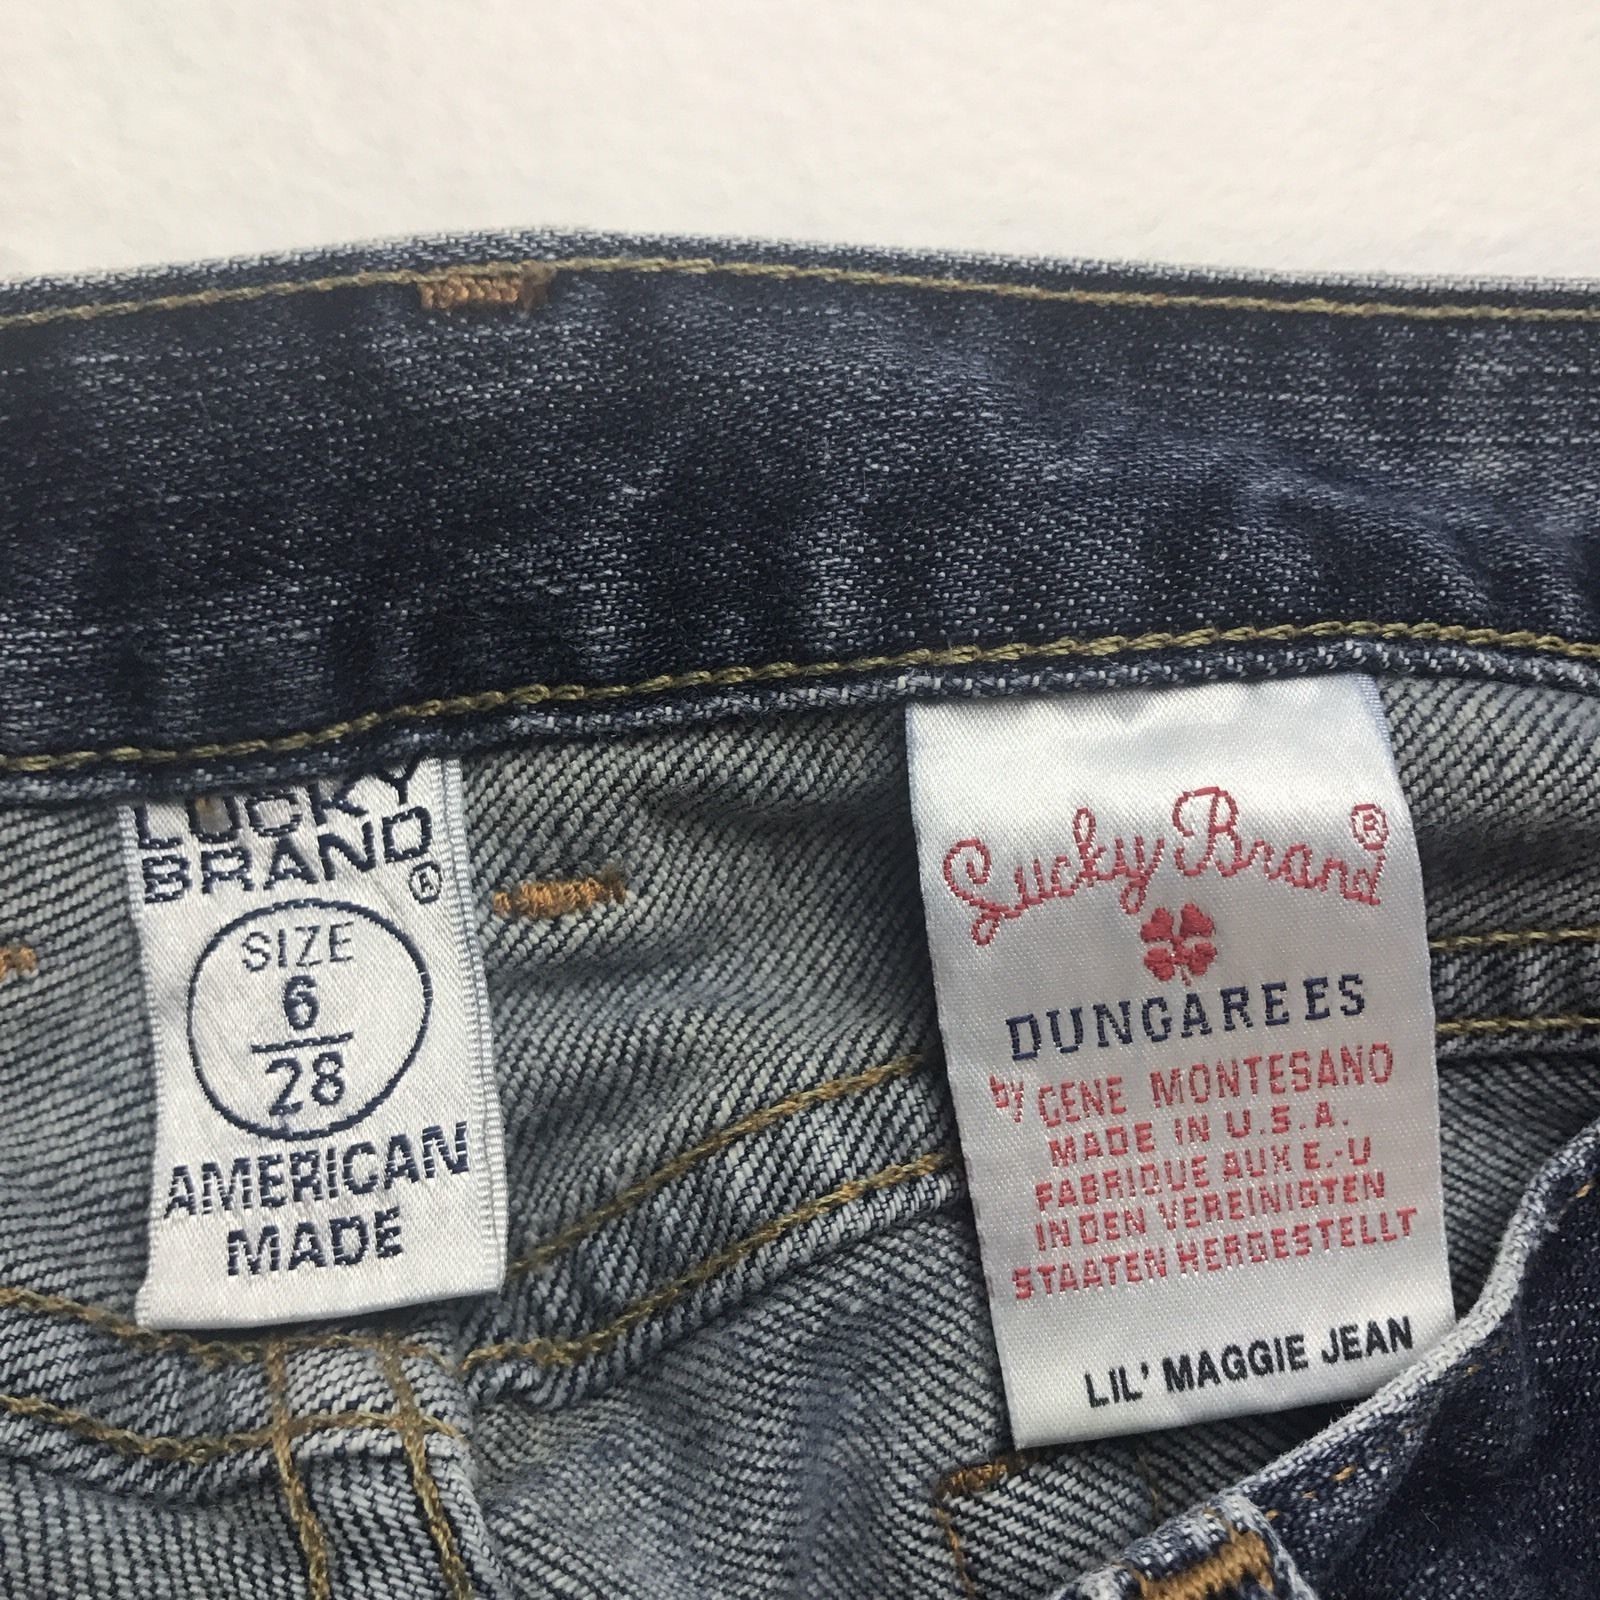 LUCKY
BRAND®
SIZE
6
28
AMERICAN
MADE
Lucky Brand®
DUNGAREES
by GENE MONTESANO
MADE IN U.S.A.
FABRIQUE AUX E.-U
IN DEN VEREINIGTEN
STAATEN HERGESTELLT
LIL' MAGGIE JEAN